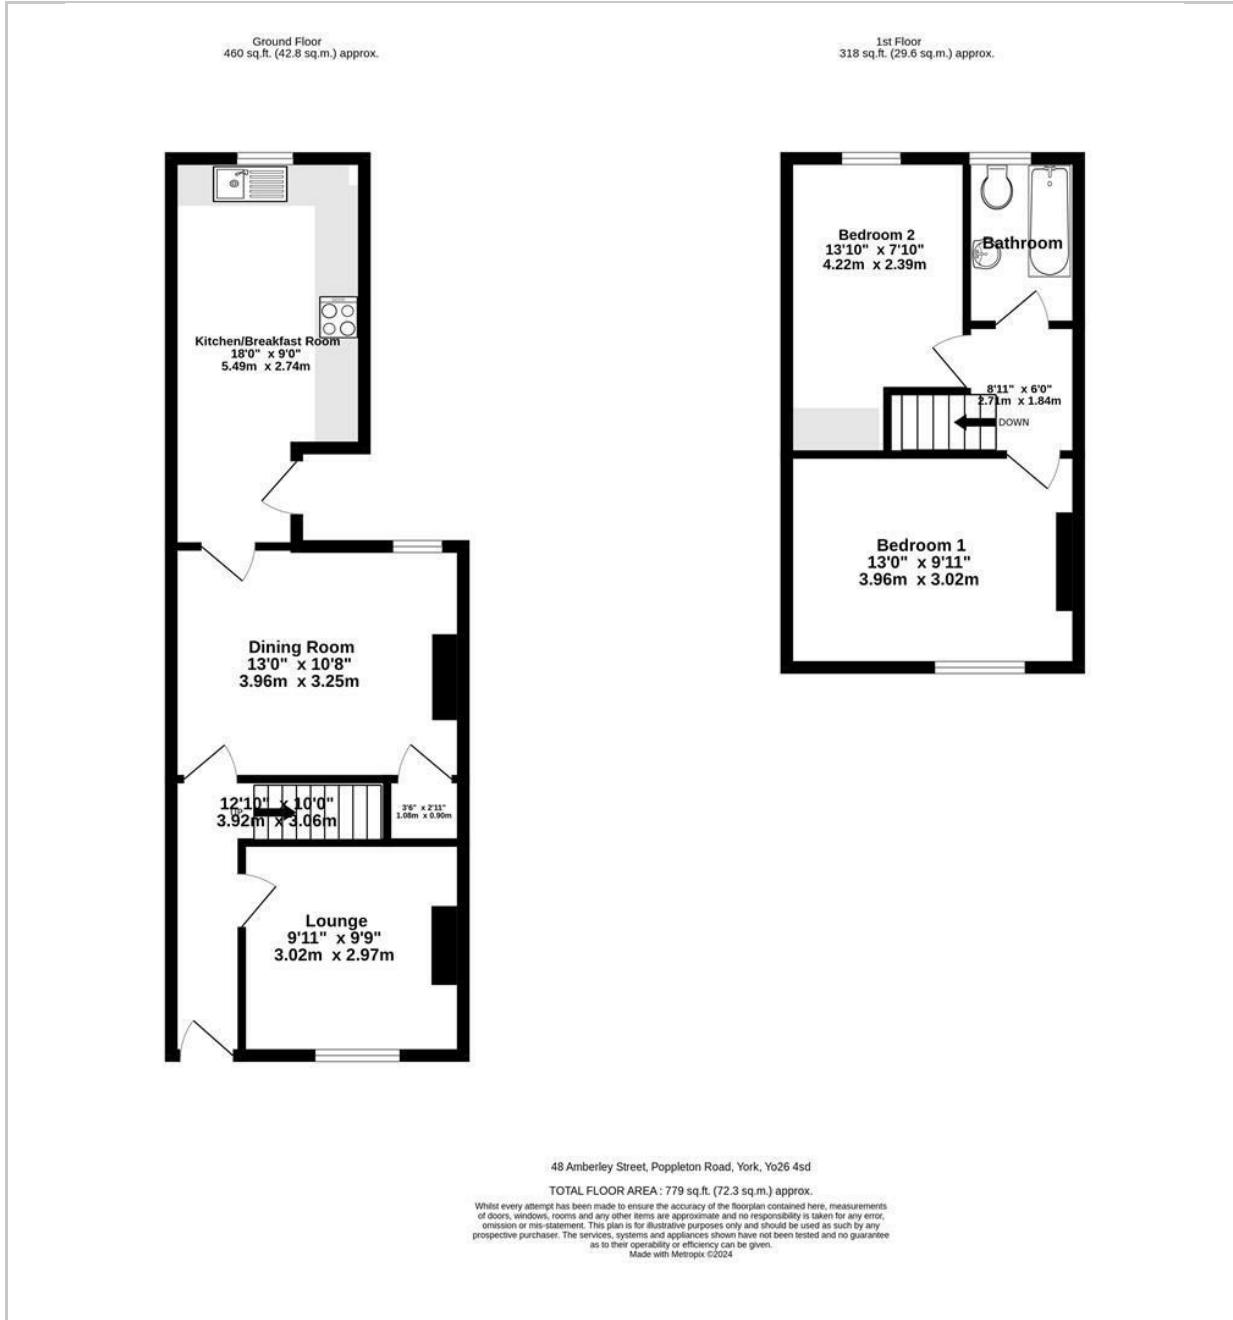 Ground Floor
460 sq.ft. (42.8 sq.m.) approx.
1st Floor
318 sq.ft. (29.6 sq.m.) approx.
Kitchen/Breakfast Room
18'0" x 9'0"
5.49m x 2.74m
Dining Room
13'0" x 10'8"
3.96m x 3.25m
12'10" x 10'0"
3.92m x 3.06m
UP
3'6" x 2'11"
1.08m x 0.90m
Lounge
9'11" x 9'9"
3.02m x 2.97m
Bedroom 2
13'10" x 7'10"
4.22m x 2.39m
Bathroom
8'11" x 6'0"
2.71m x 1.84m
DOWN
Bedroom 1
13'0" x 9'11"
3.96m x 3.02m
48 Amberley Street, Poppleton Road, York, Yo26 4sd
TOTAL FLOOR AREA : 779 sq.ft. (72.3 sq.m.) approx.
Whilst every attempt has been made to ensure the accuracy of the floorplan contained here, measurements
of doors, windows, rooms and any other items are approximate and no responsibility is taken for any error,
omission or mis-statement. This plan is for illustrative purposes only and should be used as such by any
prospective purchaser. The services, systems and appliances shown have not been tested and no guarantee
as to their operability or efficiency can be given.
Made with Metropix ©2024